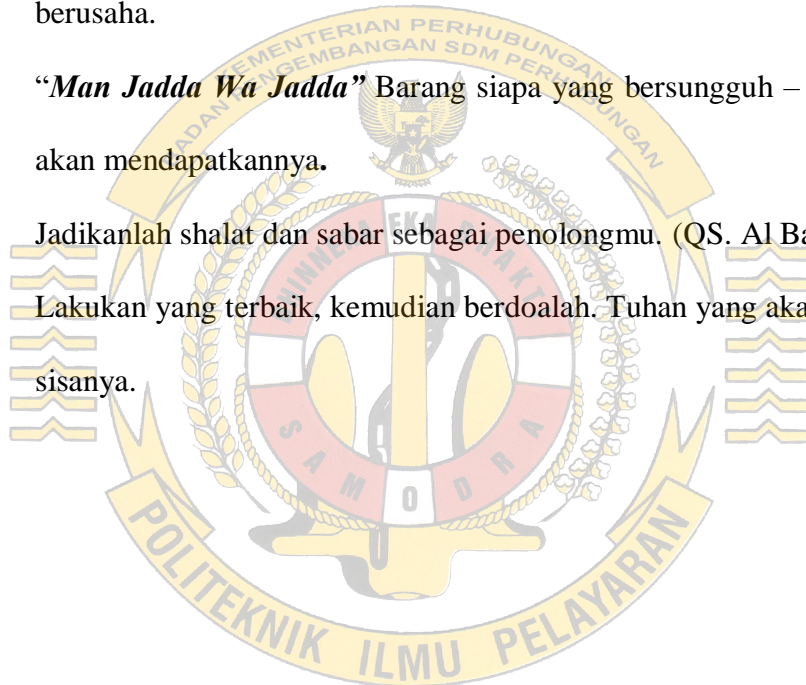 berusaha.
“Man Jadda Wa Jadda” Barang siapa yang bersungguh –
akan mendapatkannya.
Jadikanlah shalat dan sabar sebagai penolongmu. (QS. Al Ba
Lakukan yang terbaik, kemudian berdoalah. Tuhan yang aka
sisanya.
KEMENTERIAN PERHUBUNGAN
BADAN PENGEMBANGAN SDM PERHUBUNGAN
EKA
SAMODRA
POLITEKNIK ILMU PELAYARAN